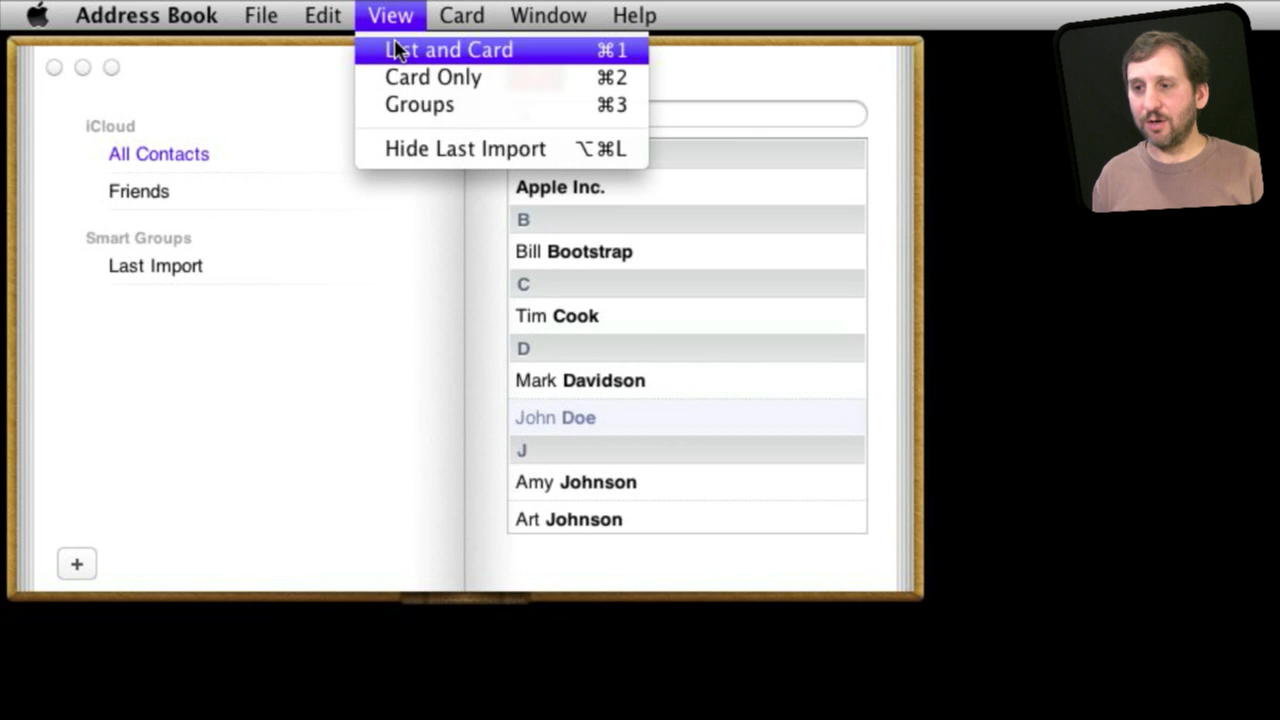 Address Book File Edit View Card Window Help
List and Card ⌘1
Card Only ⌘2
Groups ⌘3
Hide Last Import ⌥⌘L
iCloud
All Contacts
Friends
Smart Groups
Last Import
Apple Inc.
B
Bill Bootstrap
C
Tim Cook
D
Mark Davidson
John Doe
J
Amy Johnson
Art Johnson
+